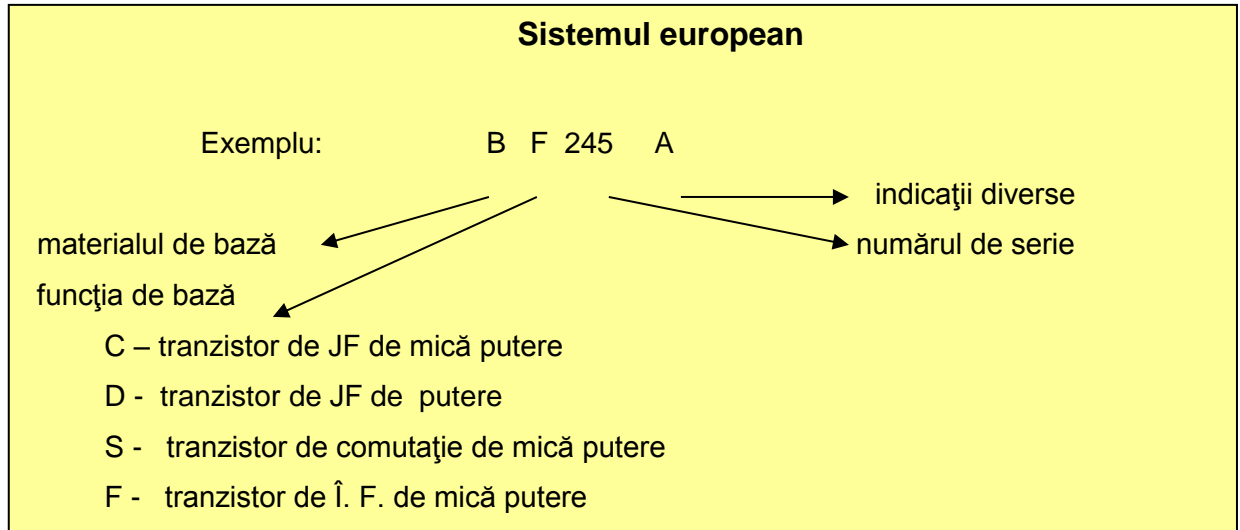 Sistemul european
Exemplu: B F 245 A
indicaţii diverse
materialul de bază numărul de serie
funcţia de bază
C – tranzistor de JF de mică putere
D - tranzistor de JF de putere
S - tranzistor de comutaţie de mică putere
F - tranzistor de Î. F. de mică putere